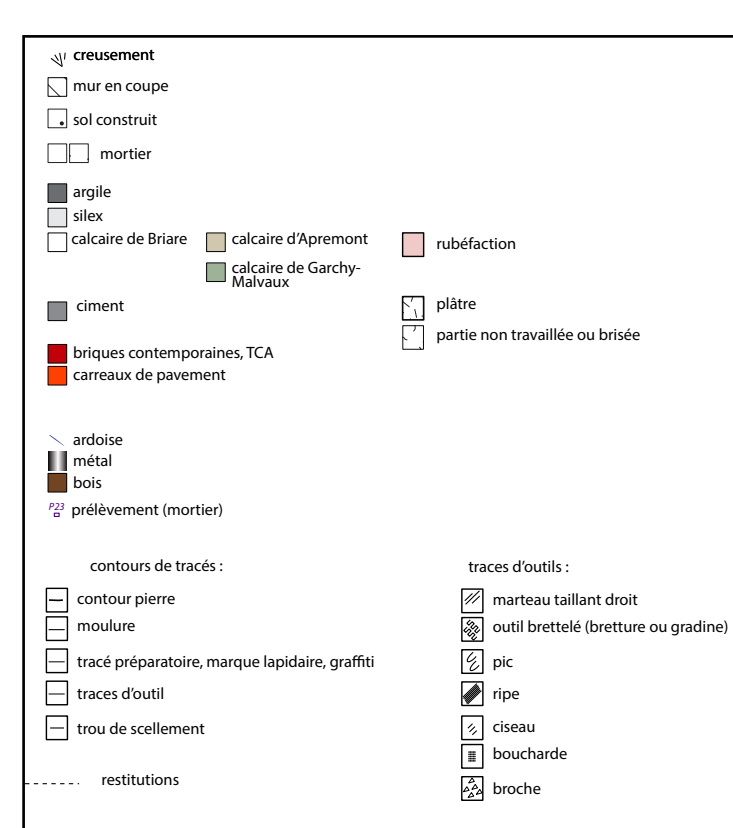 creusement
mur en coupe
sol construit
mortier
argile
silex
calcaire de Briare
calcaire d'Apremont
calcaire de Garchy-
Malvaux
rubéfaction
ciment
plâtre
partie non travaillée ou brisée
briques contemporaines, TCA
carreaux de pavement
ardoise
métal
bois
P23
prélèvement (mortier)
contours de tracés :
contour pierre
moulure
tracé préparatoire, marque lapidaire, graffiti
traces d'outil
trou de scellement
restitutions
traces d'outils :
marteau taillant droit
outil brettelé (bretture ou gradine)
pic
ripe
ciseau
boucharde
broche